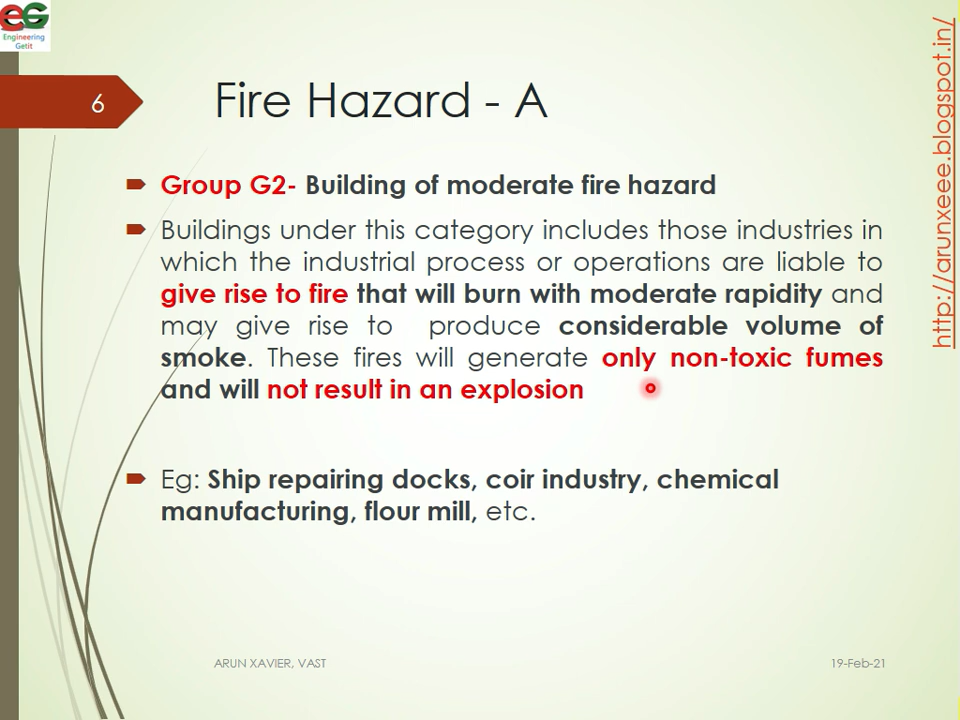 EG
Engineering
Getit
6
Fire Hazard - A
Group G2- Building of moderate fire hazard
Buildings under this category includes those industries in
which the industrial process or operations are liable to
give rise to fire that will burn with moderate rapidity and
may give rise to produce considerable volume of
smoke. These fires will generate only non-toxic fumes
and will not result in an explosion
Eg: Ship repairing docks, coir industry, chemical
manufacturing, flour mill, etc.
ARUN XAVIER, VAST
19-Feb-21
http://arunxeee.blogspot.in/